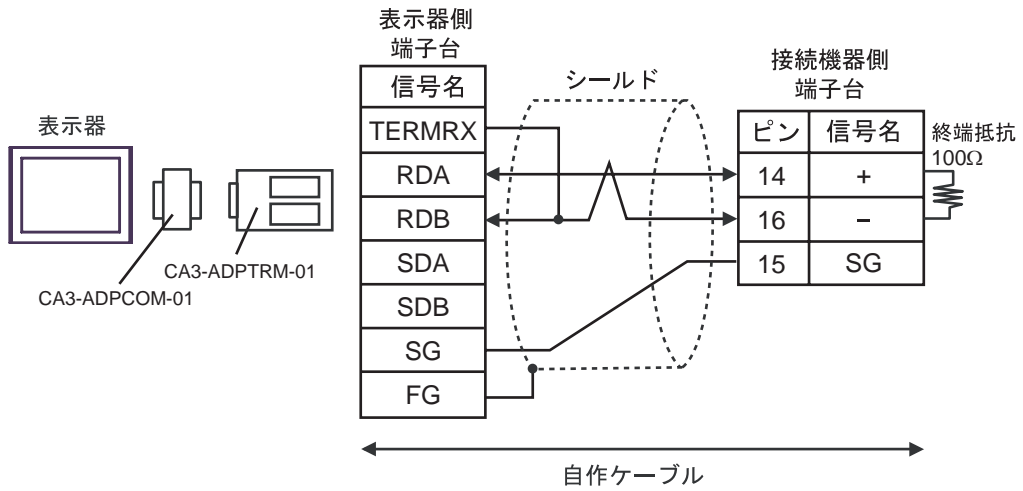 表示器
CA3-ADPCOM-01
CA3-ADPTRM-01
表示器側
端子台
信号名
TERMRX
RDA
RDB
SDA
SDB
SG
FG
シールド
接続機器側
端子台
ピン 信号名
14 +
16 −
15 SG
終端抵抗
100Ω
自作ケーブル